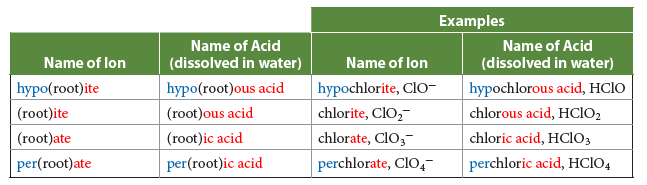 Examples
Name of Ion Name of Acid (dissolved in water) Name of Ion Name of Acid (dissolved in water)
hypo(root)ite hypo(root)ous acid hypochlorite, ClO⁻ hypochlorous acid, HClO
(root)ite (root)ous acid chlorite, ClO₂⁻ chlorous acid, HClO₂
(root)ate (root)ic acid chlorate, ClO₃⁻ chloric acid, HClO₃
per(root)ate per(root)ic acid perchlorate, ClO₄⁻ perchloric acid, HClO₄